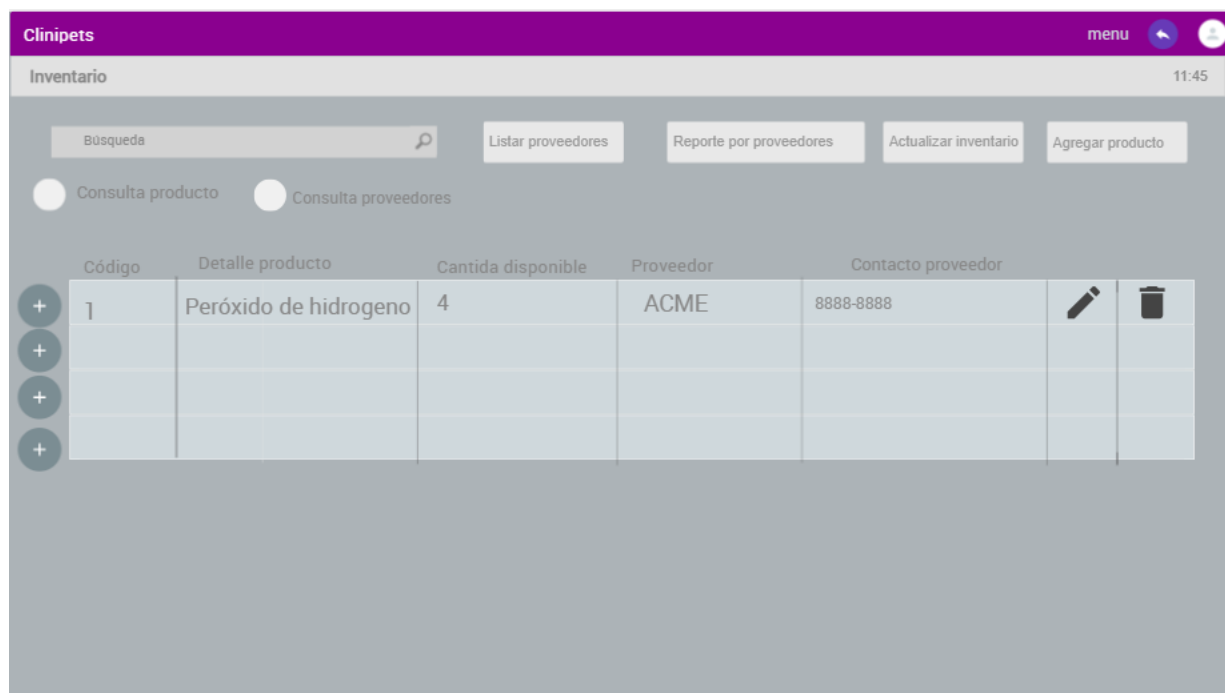 Clinipets menu
Inventario 11:45
Búsqueda Listar proveedores Reporte por proveedores Actualizar inventario Agregar producto
Consulta producto Consulta proveedores
Código Detalle producto Cantida disponible Proveedor Contacto proveedor
+ 1 Peróxido de hidrogeno 4 ACME 8888-8888
+
+
+